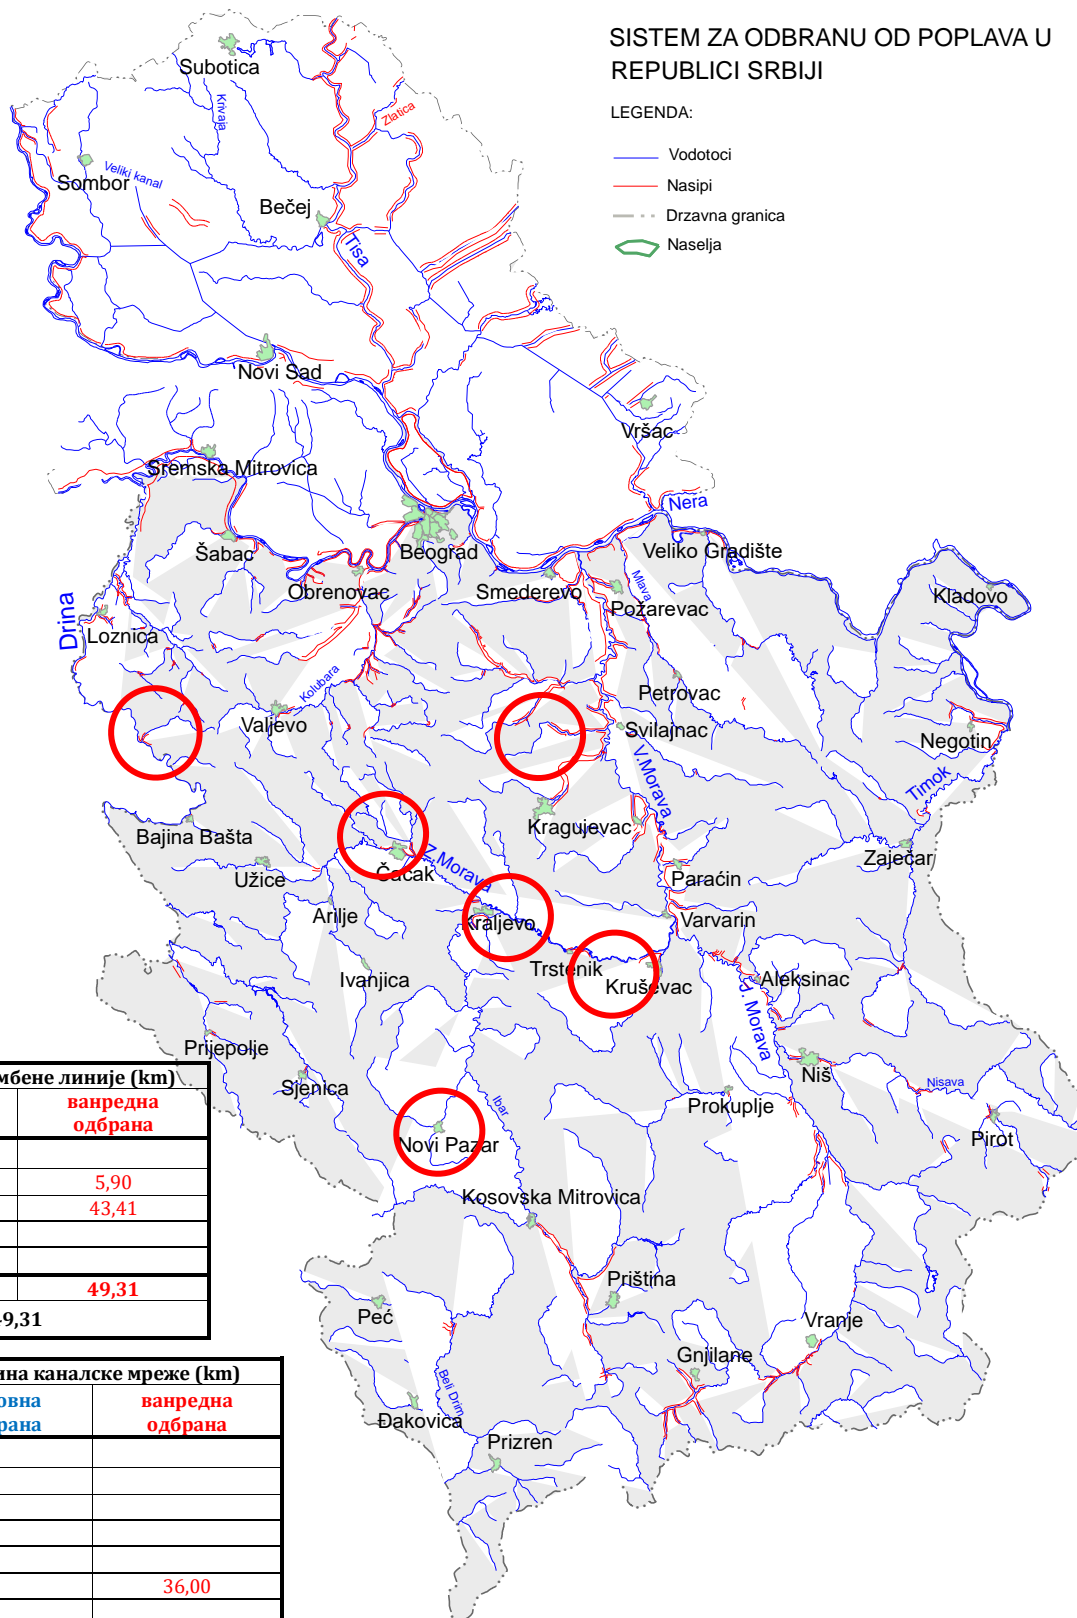 SISTEM ZA ODBRANU OD POPLAVA U
REPUBLICI SRBIJI
LEGENDA:
Vodotoci
Nasipi
Drzavna granica
Naselja
Subotica
Krivaja
Zlatica
Sombor
Veliki kanal
Bečej
Tisa
Novi Sad
Vršac
Sremska Mitrovica
Nera
Šabac
Beograd
Veliko Gradište
Obrenovac
Smederevo
Mlava
Požarevac
Kladovo
Drina
Loznica
Kolubara
Petrovac
Valjevo
Svilajnac
Negotin
V.Morava
Timok
Bajina Bašta
Kragujevac
Zaječar
Čačak
Z.Morava
Užice
Paraćin
Arilje
Kraljevo
Varvarin
Trstenik
Ivanjica
Kruševac
Aleksinac
J. Morava
Prijepolje
Sjenica
Niš
Nisava
Ibar
Prokuplje
Pirot
Novi Pazar
Kosovska Mitrovica
Priština
Peć
Vranje
Gnjilane
Beli Drim
Đakovica
Prizren
мбене линије (km)
ванредна
одбрана
5,90
43,41
49,31
9,31
ина каналске мреже (km)
овна ванредна
рана одбрана
36,00